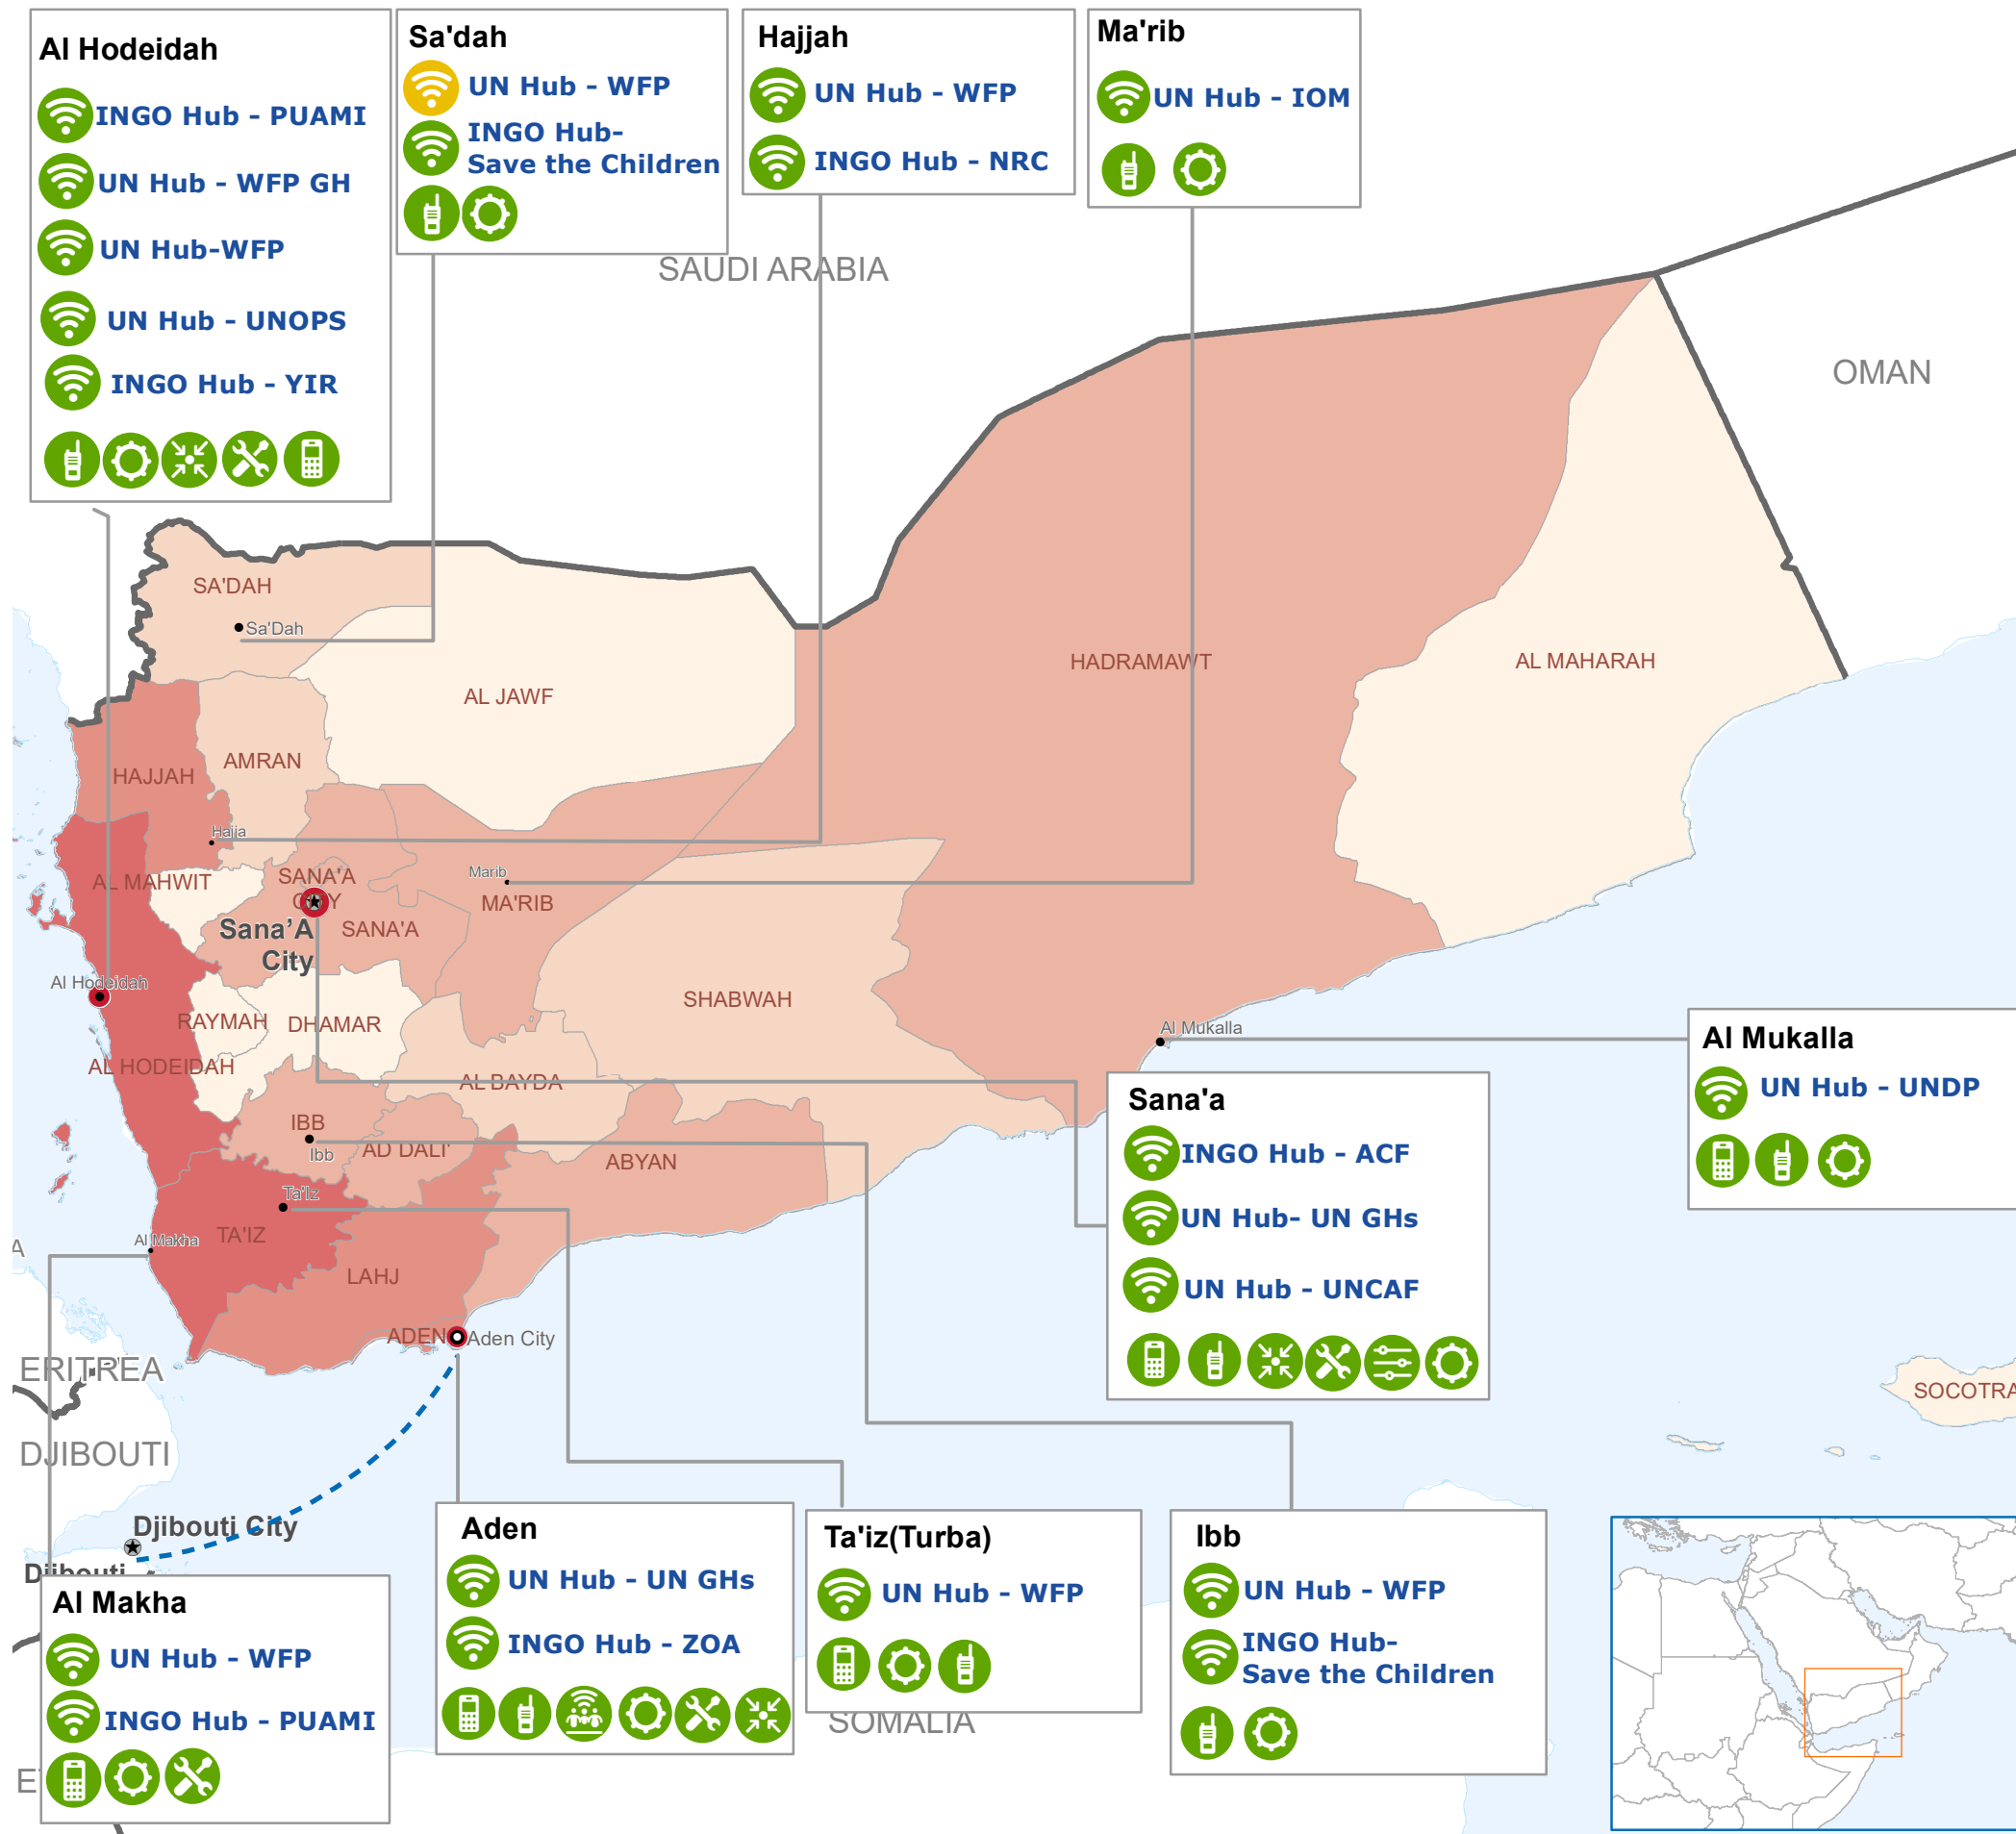 Al Hodeidah
INGO Hub - PUAMI
UN Hub - WFP GH
UN Hub-WFP
UN Hub - UNOPS
INGO Hub - YIR
Sa'dah
UN Hub - WFP
INGO Hub-
Save the Children
Hajjah
UN Hub - WFP
INGO Hub - NRC
Ma'rib
UN Hub - IOM
SAUDI ARABIA
OMAN
SA'DAH
Sa'Dah
AL JAWF
HADRAMAWT
AL MAHARAH
HAJJAH
AMRAN
Hajja
AL MAHWIT
SANA'A
CITY
Sana'A
City
SANA'A
Marib
MA'RIB
Al Hodeidah
RAYMAH
DHAMAR
SHABWAH
AL HODEIDAH
AL BAYDA
Al Mukalla
IBB
Ibb
AD DALI'
ABYAN
Ta'Iz
TA'IZ
Al Makha
LAHJ
ADEN
Aden City
Al Mukalla
UN Hub - UNDP
Sana'a
INGO Hub - ACF
UN Hub- UN GHs
UN Hub - UNCAF
A
ERITREA
DJIBOUTI
SOCOTRA
Djibouti City
Djibouti
Al Makha
UN Hub - WFP
INGO Hub - PUAMI
Aden
UN Hub - UN GHs
INGO Hub - ZOA
Ta'iz(Turba)
UN Hub - WFP
SOMALIA
Ibb
UN Hub - WFP
INGO Hub-
Save the Children